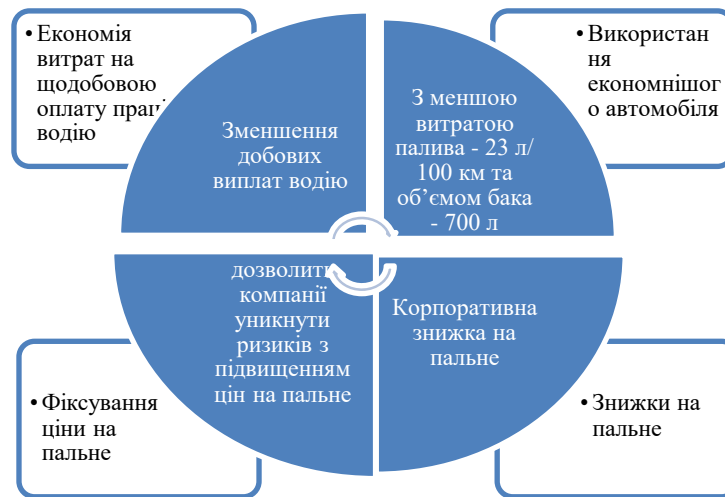 • Економія
витрат на
щодобовою
оплату праці
водію
Зменшення
добових
виплат водію
З меншою
витратою
палива - 23 л/
100 км та
об’ємом бака
- 700 л
• Використан
ня
економнішог
о автомобіля
• Фіксування
ціни на
пальне
дозволить
компанії
уникнути
ризиків з
підвищенням
цін на пальне
Корпоративна
знижка на
пальне
• Знижки на
пальне